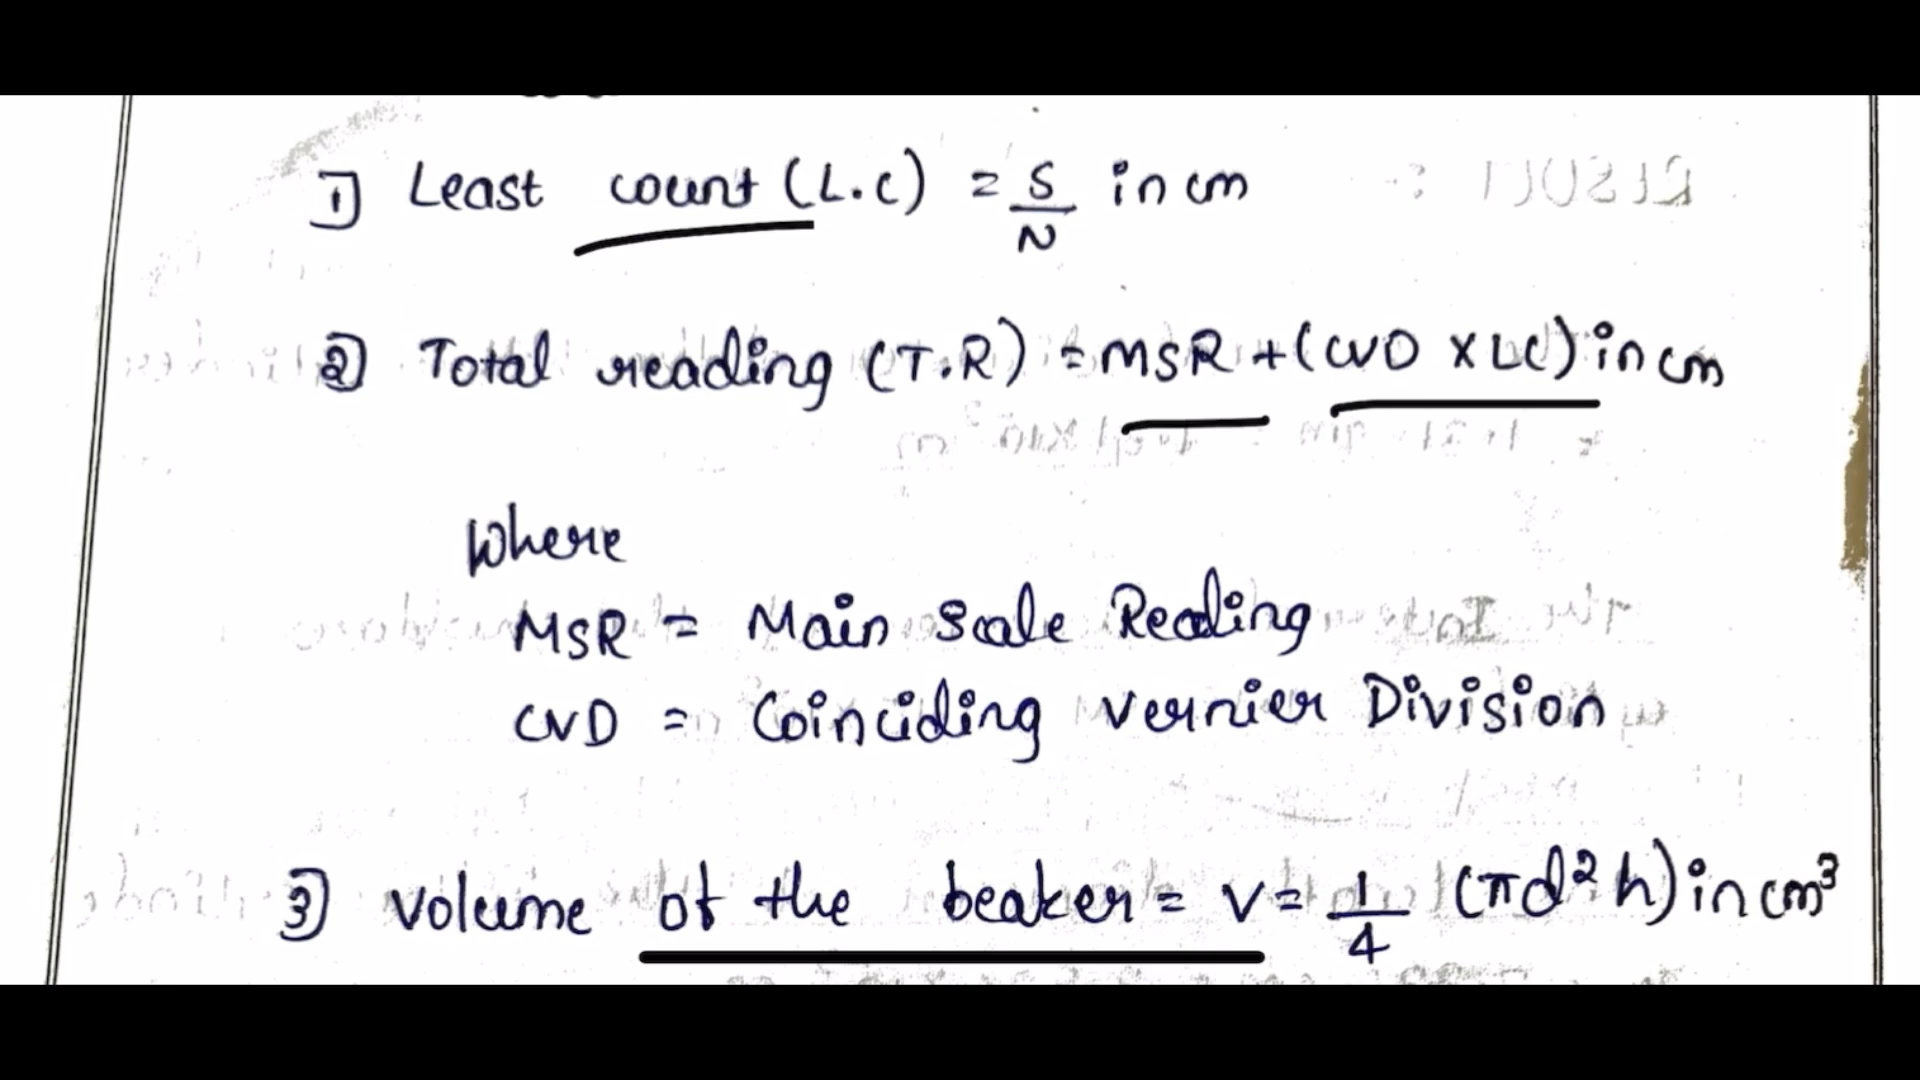 1] Least count (L.C) = S/N in cm
2] Total reading (T.R) = MSR + (CVD X LC) in cm
Where
MSR = Main Scale Reading
CVD = Coinciding Vernier Division
3] Volume of the beaker = V = 1/4 (πd²h) in cm³